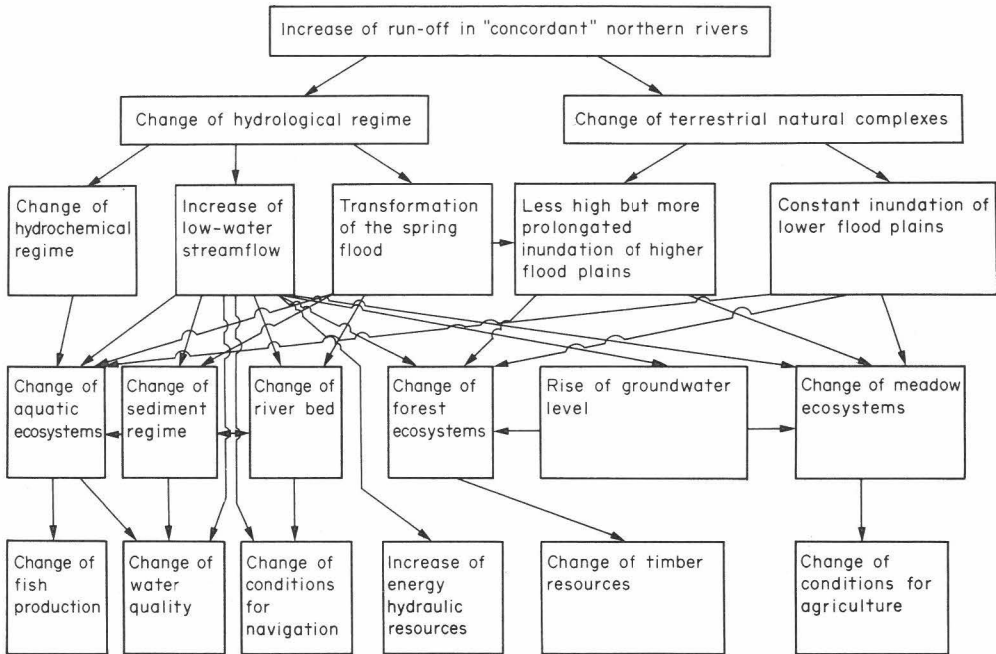 Increase of run-off in "concordant" northern rivers
Change of hydrological regime
Change of terrestrial natural complexes
Change of
hydrochemical
regime
Increase of
low-water
streamflow
Transformation
of the spring
flood
Less high but more
prolongated
inundation of higher
flood plains
Constant inundation of
lower flood plains
Change of
aquatic
ecosystems
Change of
sediment
regime
Change of
river bed
Change of
forest
ecosystems
Rise of groundwater
level
Change of meadow
ecosystems
Change of
fish
production
Change of
water
quality
Change of
conditions for
navigation
Increase of
energy
hydraulic
resources
Change of timber
resources
Change of
conditions for
agriculture